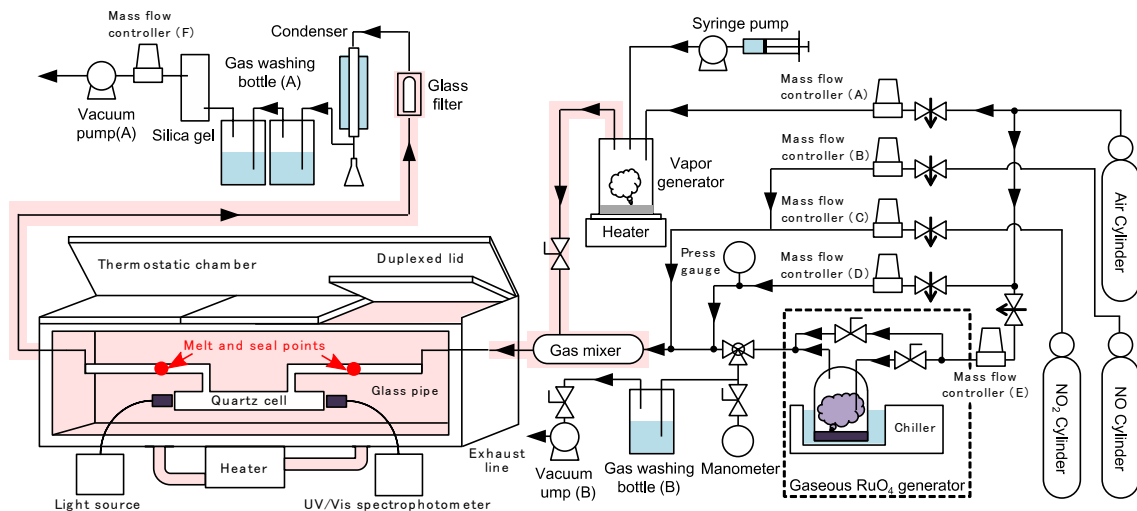 Mass flow
controller (F)
Vacuum
pump(A)
Silica gel
Gas washing
bottle (A)
Condenser
Glass
filter
Syringe pump
Vapor
generator
Heater
Mass flow
controller (A)
Mass flow
controller (B)
Mass flow
controller (C)
Press
gauge
Mass flow
controller (D)
Air Cylinder
NO Cylinder
NO₂ Cylinder
Thermostatic chamber
Duplexed lid
Melt and seal points
Glass pipe
Quartz cell
Gas mixer
Heater
Light source
UV/Vis spectrophotometer
Exhaust
line
Vacuum
ump (B)
Gas washing
bottle (B)
Manometer
Mass flow
controller (E)
Chiller
Gaseous RuO₄ generator